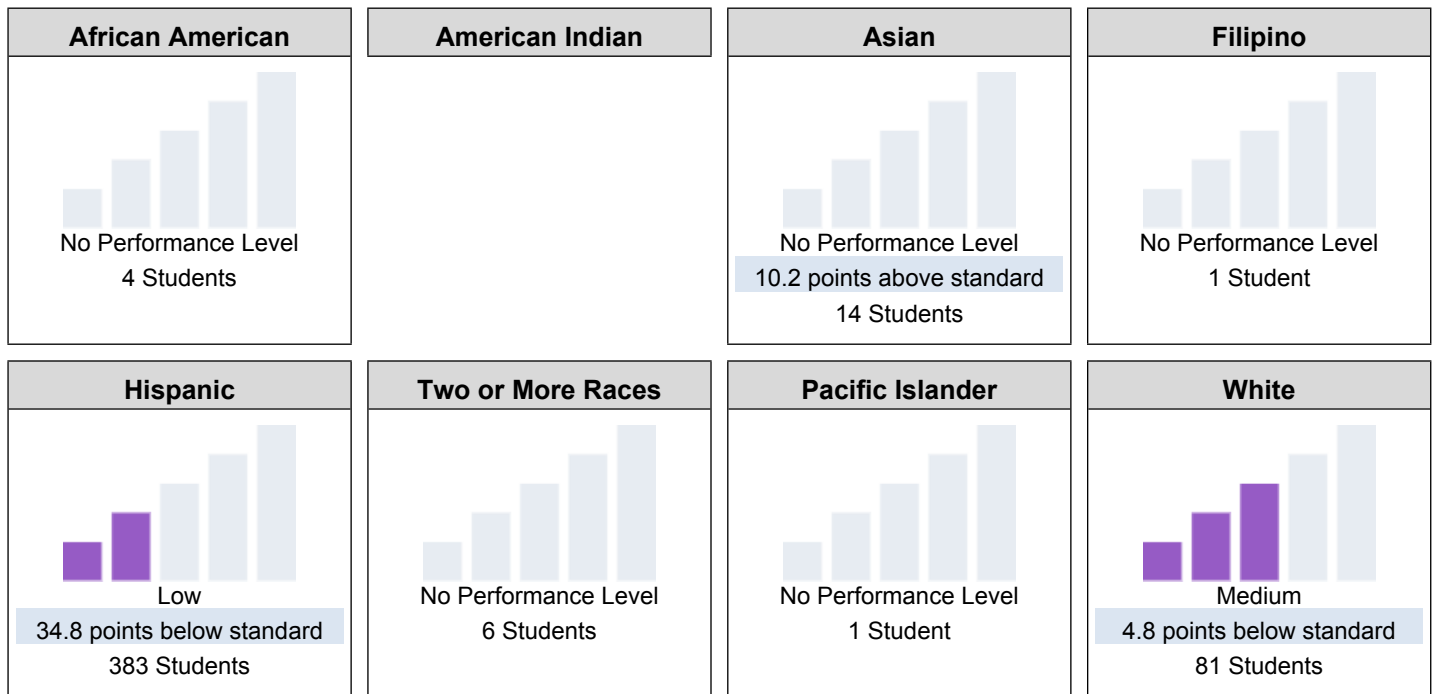 African American
No Performance Level
4 Students
American Indian
Asian
No Performance Level
10.2 points above standard
14 Students
Filipino
No Performance Level
1 Student
Hispanic
Low
34.8 points below standard
383 Students
Two or More Races
No Performance Level
6 Students
Pacific Islander
No Performance Level
1 Student
White
Medium
4.8 points below standard
81 Students